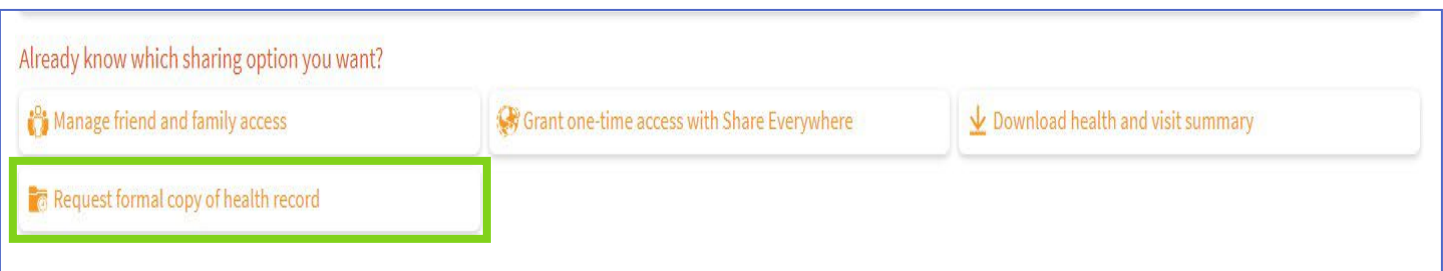 Already know which sharing option you want?
Manage friend and family access
Grant one-time access with Share Everywhere
Download health and visit summary
Request formal copy of health record